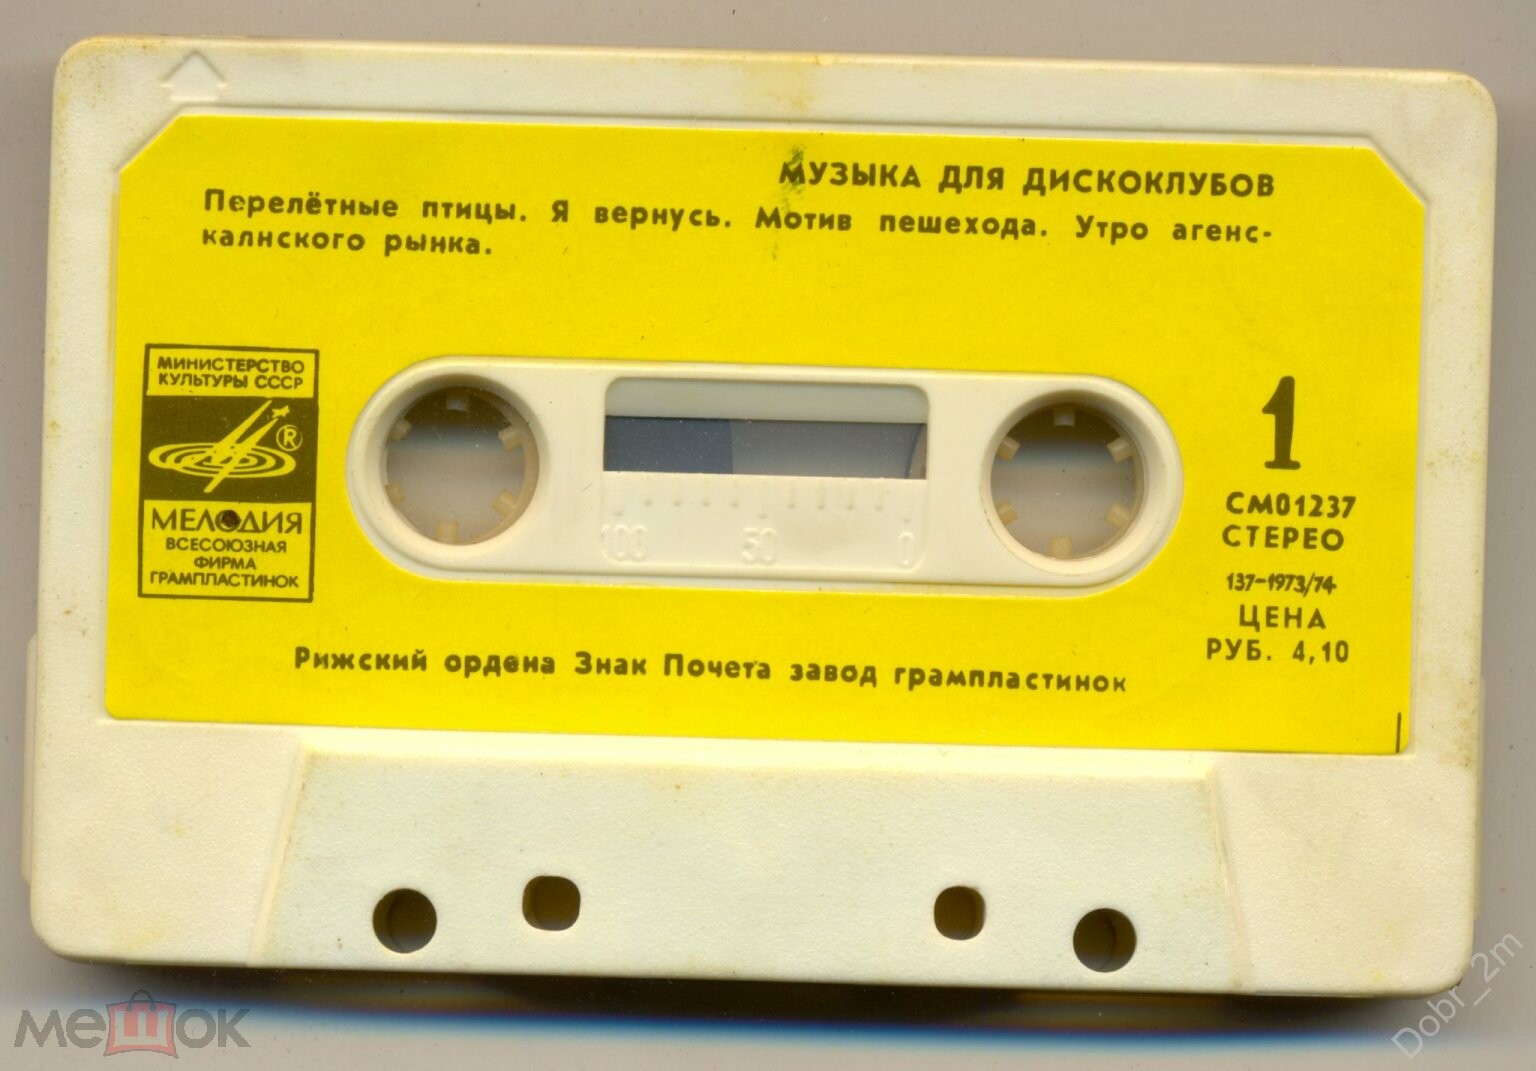 МУЗЫКА ДЛЯ ДИСКОКЛУБОВ
Перелётные птицы. Я вернусь. Мотив пешехода. Утро агенс-
калнского рынка.
МИНИСТЕРСТВО
КУЛЬТУРЫ СССР
®
МЕЛОДИЯ
ВСЕСОЮЗНАЯ
ФИРМА
ГРАМПЛАСТИНОК
100 50 0
1
СМ01237
СТЕРЕО
137-1973/74
ЦЕНА
РУБ. 4,10
Рижский ордена Знак Почета завод грампластинок
мешок
Dobr_2m